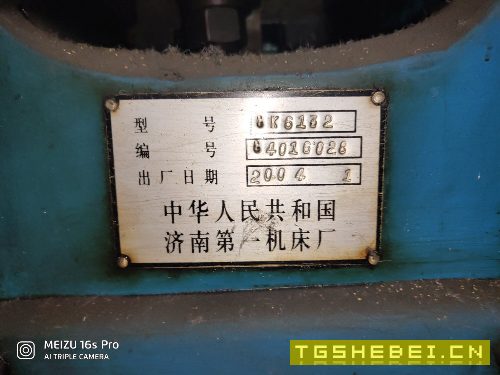 型号 CK6132
编号 G4016028
出厂日期 2004 1
中华人民共和国
济南第一机床厂
MEIZU 16s Pro
AI TRIPLE CAMERA
TGSHEBEI.CN